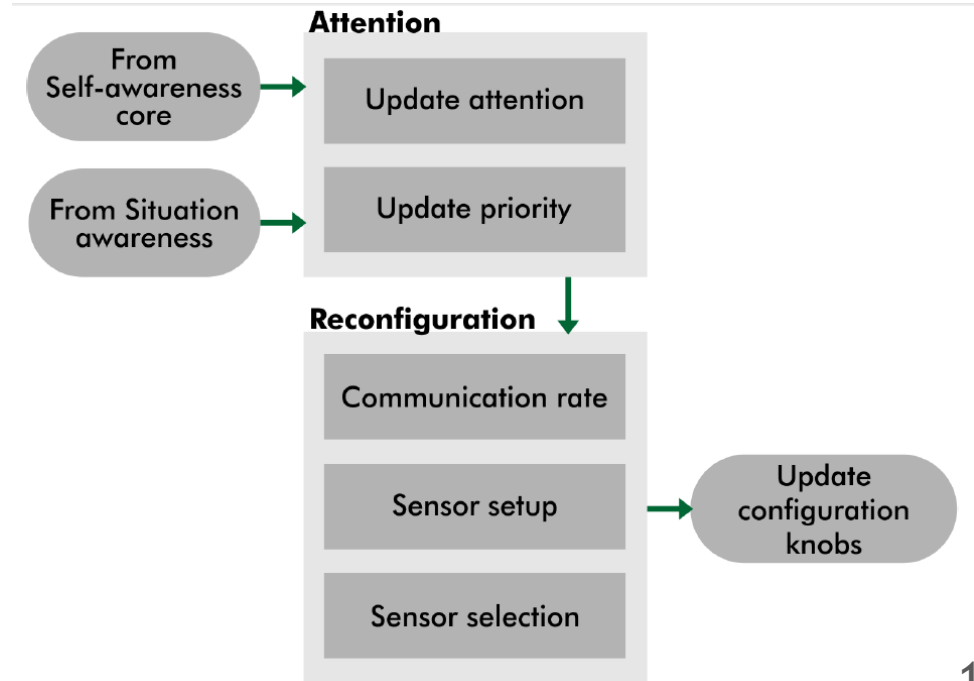 Attention
From
Self-awareness
core
Update attention
From Situation
awareness
Update priority
Reconfiguration
Communication rate
Sensor setup
Update
configuration
knobs
Sensor selection